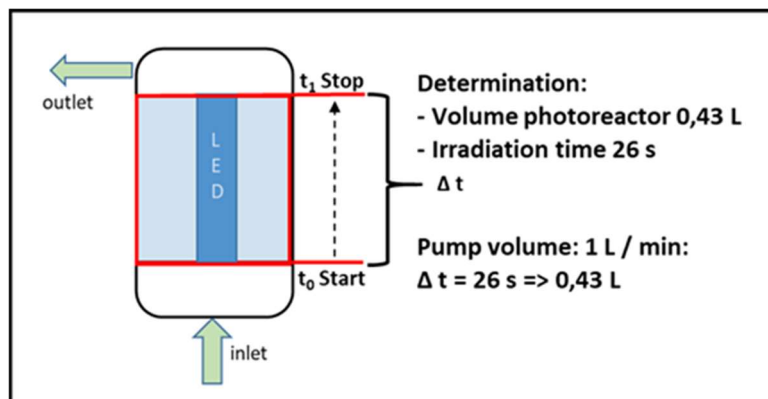 outlet
t₁ Stop
L
E
D
t₀ Start
inlet
Determination:
- Volume photoreactor 0,43 L
- Irradiation time 26 s
Δ t
Pump volume: 1 L / min:
Δ t = 26 s => 0,43 L